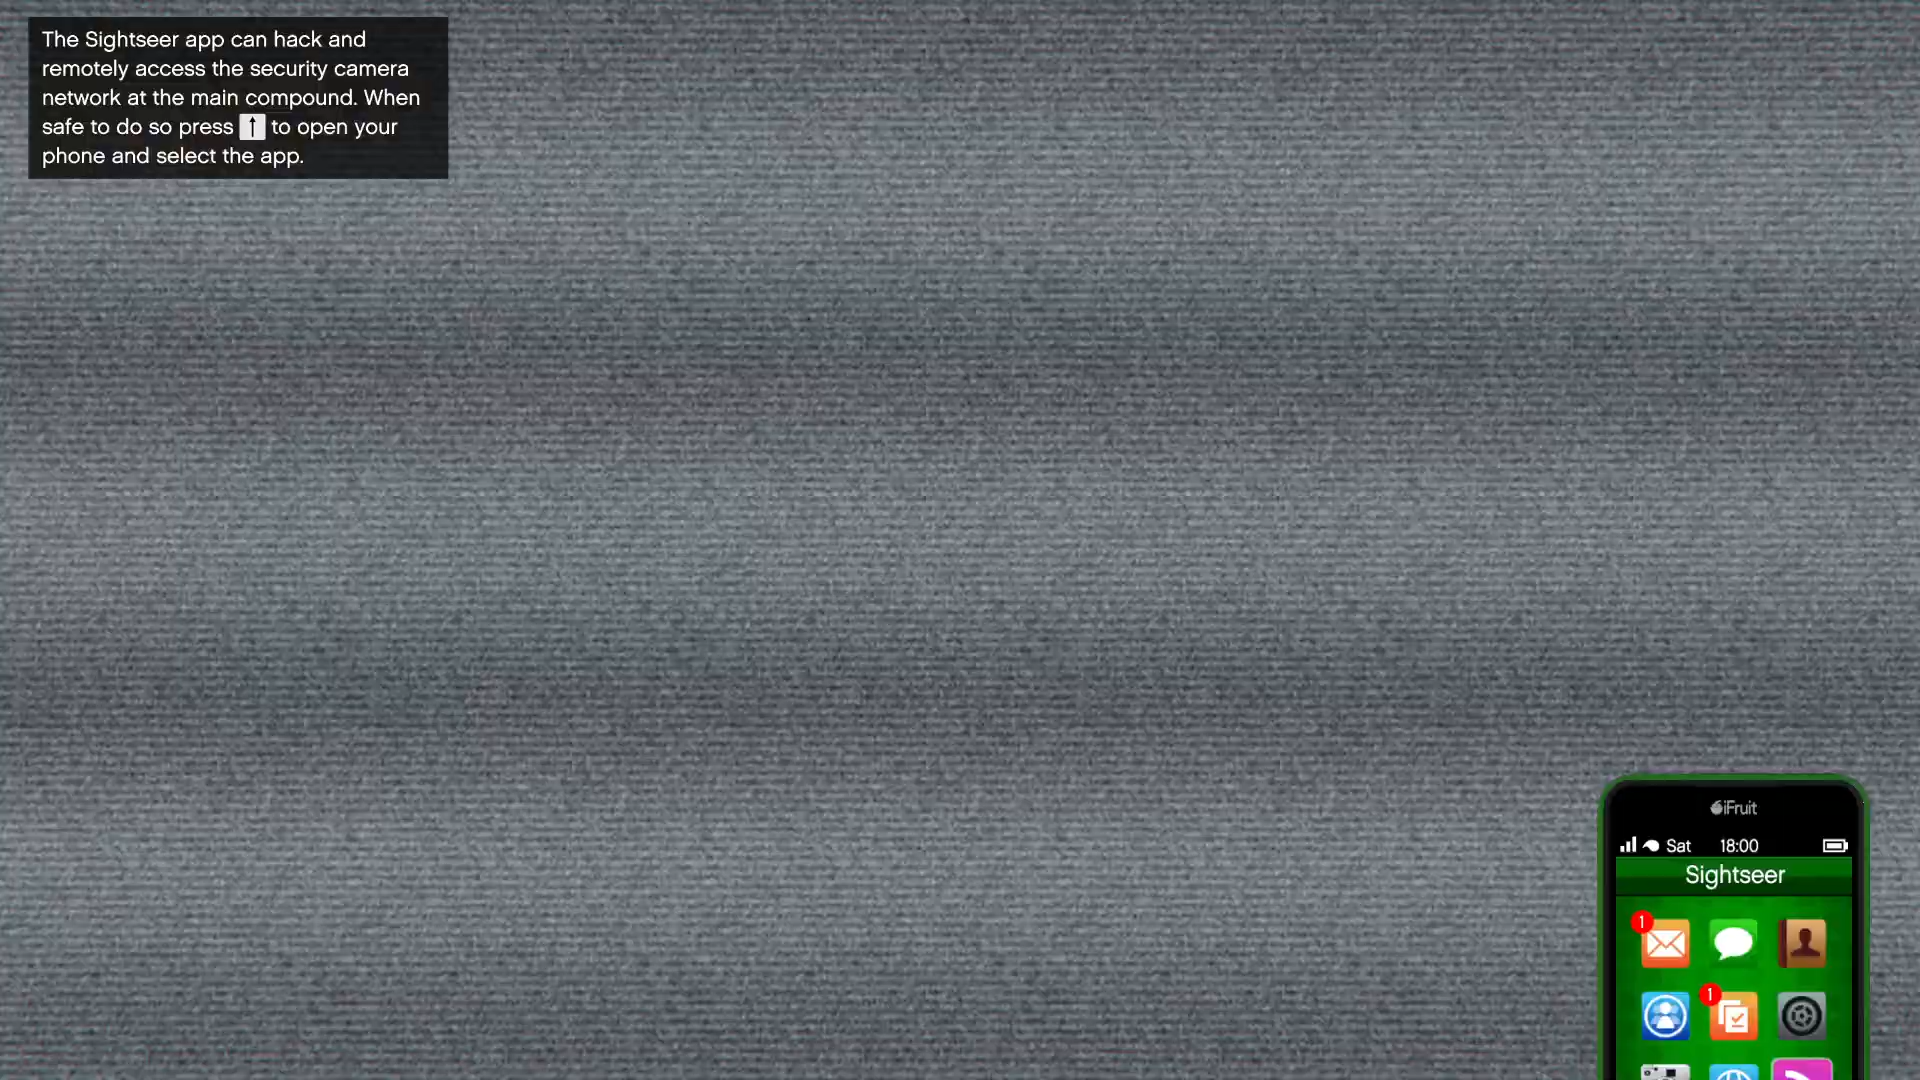 The Sightseer app can hack and
remotely access the security camera
network at the main compound. When
safe to do so press ↑ to open your
phone and select the app.
iFruit
Sat 18:00
Sightseer
1
1